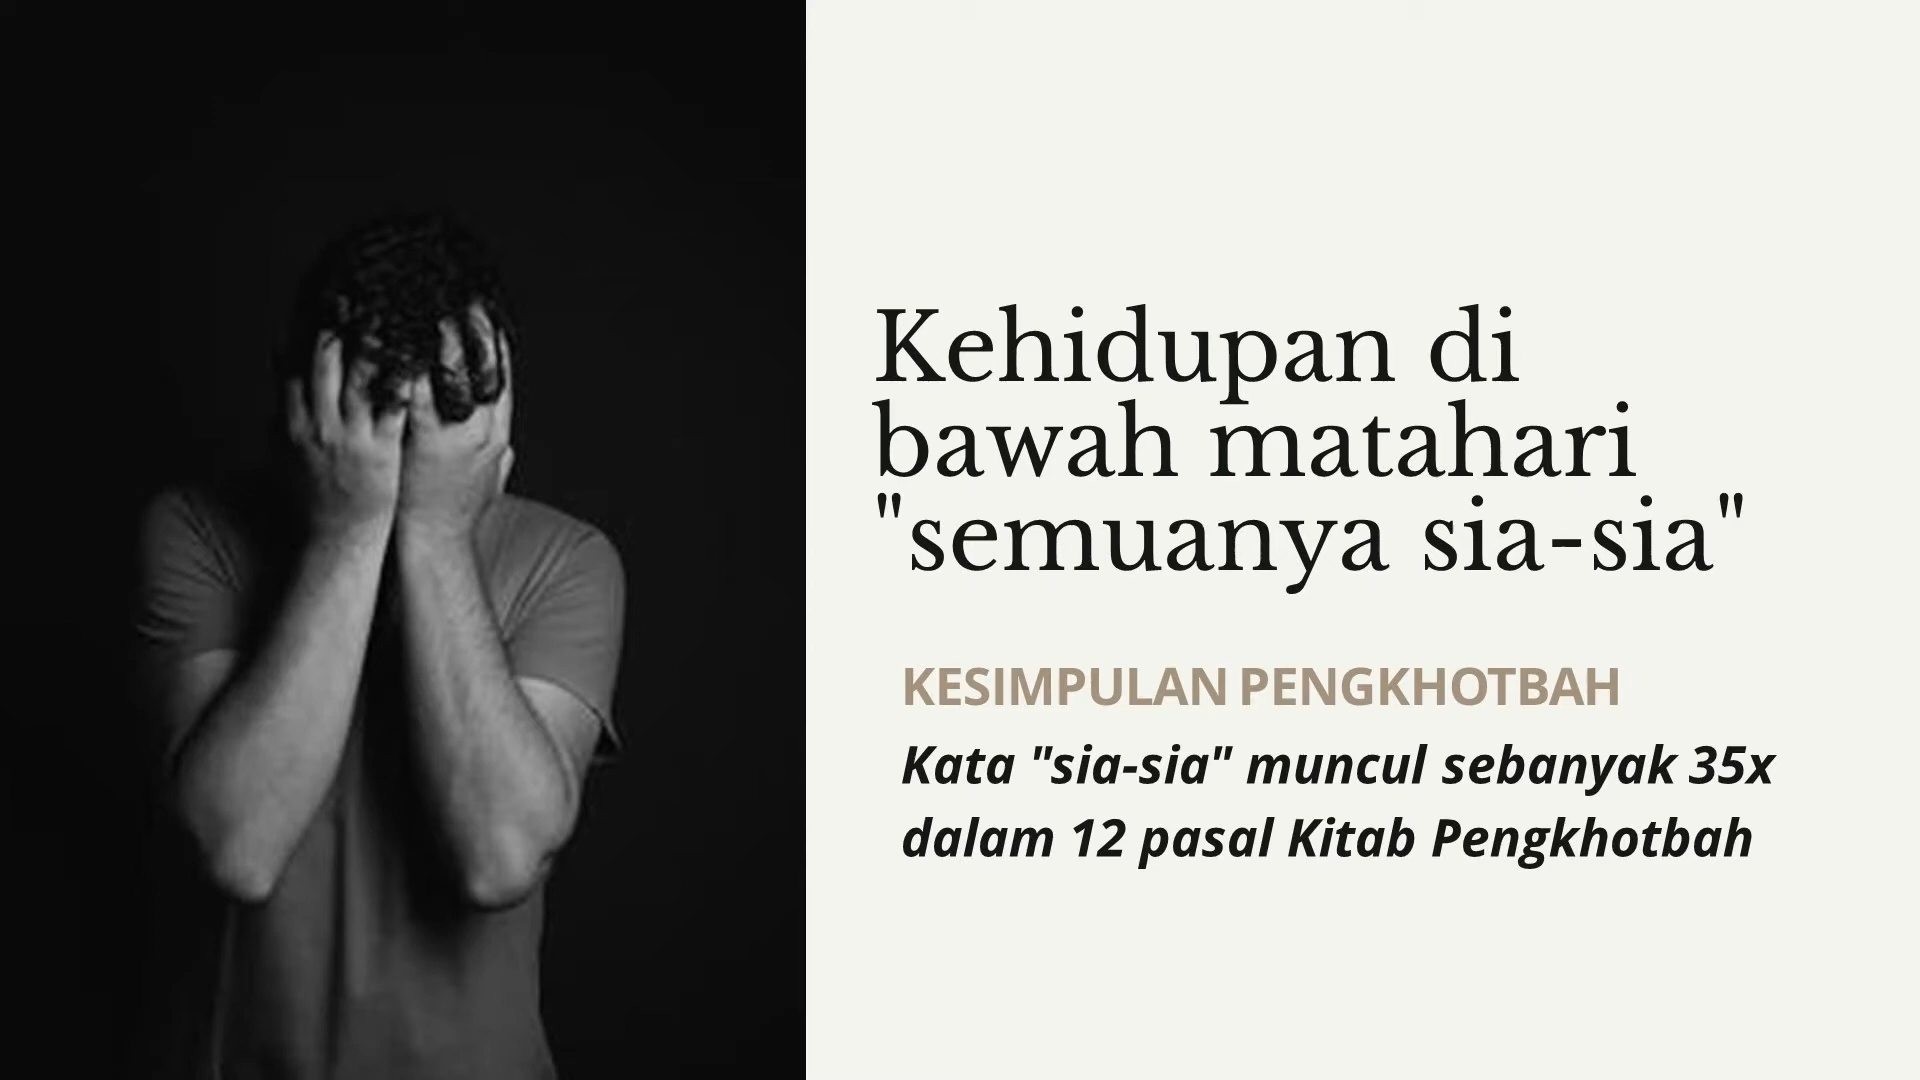 Kehidupan di
bawah matahari
"semuanya sia-sia"
KESIMPULAN PENGKHOTBAH
Kata "sia-sia" muncul sebanyak 35x
dalam 12 pasal Kitab Pengkhotbah